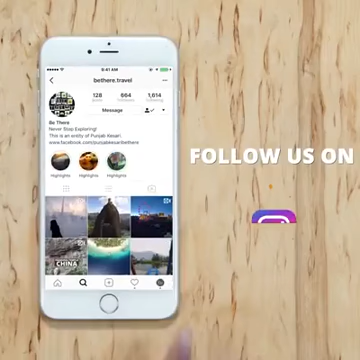 9:41 AM
bethere.travel
128
664
1,614
posts
followers
following
Message
Be There
Never Stop Exploring!
This is an entity of Punjab Kesari
www.facebook.com/punjabkesaribethere
Highlights
Highlights
Highlights
CHINA
FOLLOW US ON